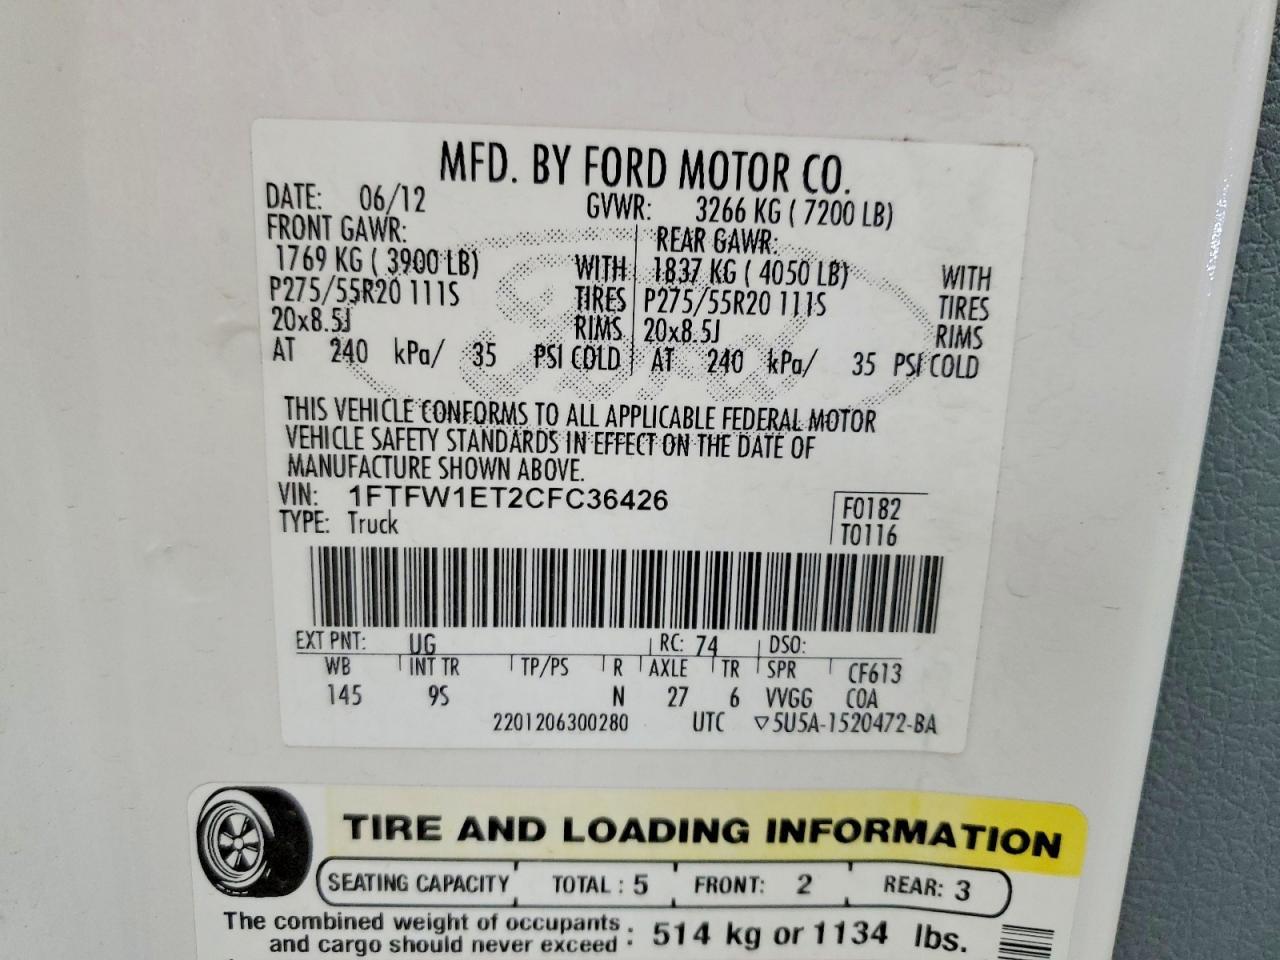 MFD. BY FORD MOTOR CO.
DATE: 06/12 GVWR: 3266 KG ( 7200 LB)
FRONT GAWR: REAR GAWR:
1769 KG ( 3900 LB) WITH 1837 KG ( 4050 LB) WITH
P275/55R20 111S TIRES P275/55R20 111S TIRES
20x8.5J RIMS 20x8.5J RIMS
AT 240 kPa/ 35 PSI COLD AT 240 kPa/ 35 PSI COLD
THIS VEHICLE CONFORMS TO ALL APPLICABLE FEDERAL MOTOR
VEHICLE SAFETY STANDARDS IN EFFECT ON THE DATE OF
MANUFACTURE SHOWN ABOVE.
VIN: 1FTFW1ET2CFC36426 F0182
TYPE: Truck T0116
EXT PNT: UG RC: 74 DSO:
WB INT TR TP/PS R AXLE TR SPR CF613
145 9S N 27 6 VVGG COA
2201206300280 UTC ▽5U5A-1520472-BA
TIRE AND LOADING INFORMATION
SEATING CAPACITY TOTAL : 5 FRONT: 2 REAR: 3
The combined weight of occupants
and cargo should never exceed : 514 kg or 1134 lbs.